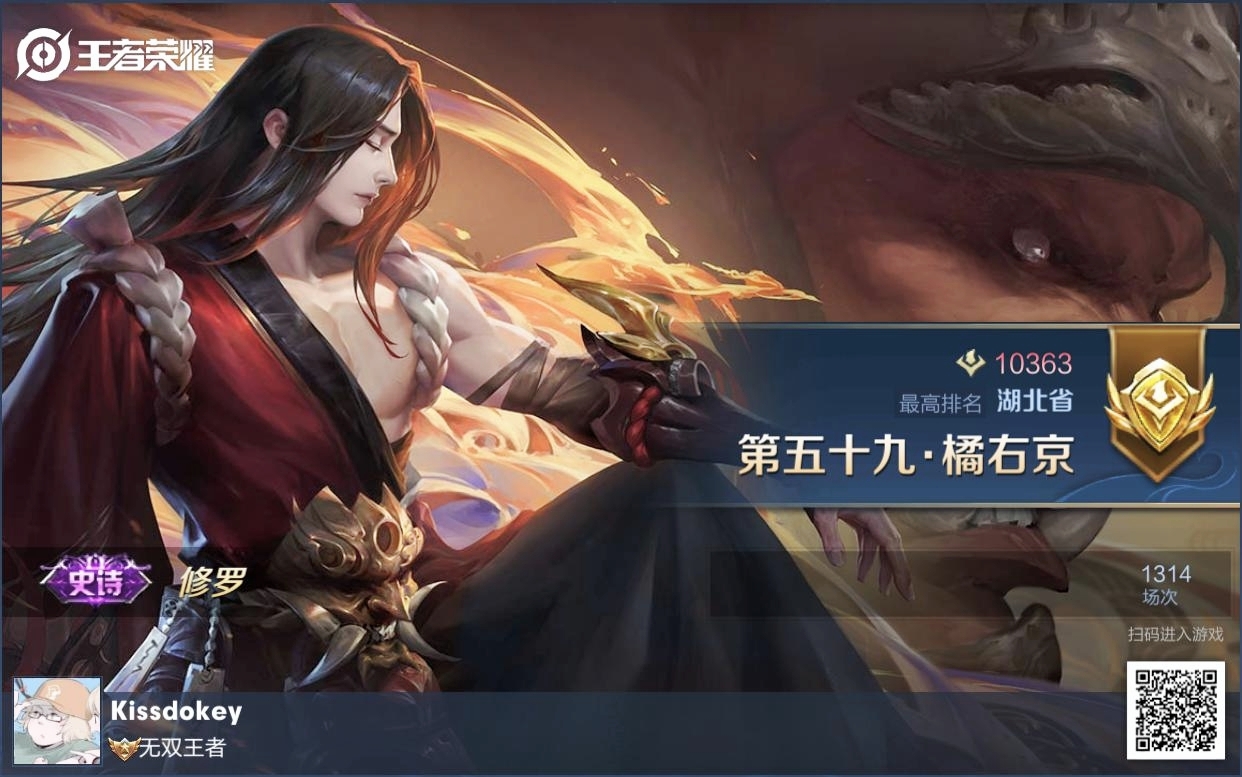 王者荣耀
10363
最高排名 湖北省
第五十九·橘右京
史诗 修罗
1314
场次
扫码进入游戏
Kissdokey
无双王者